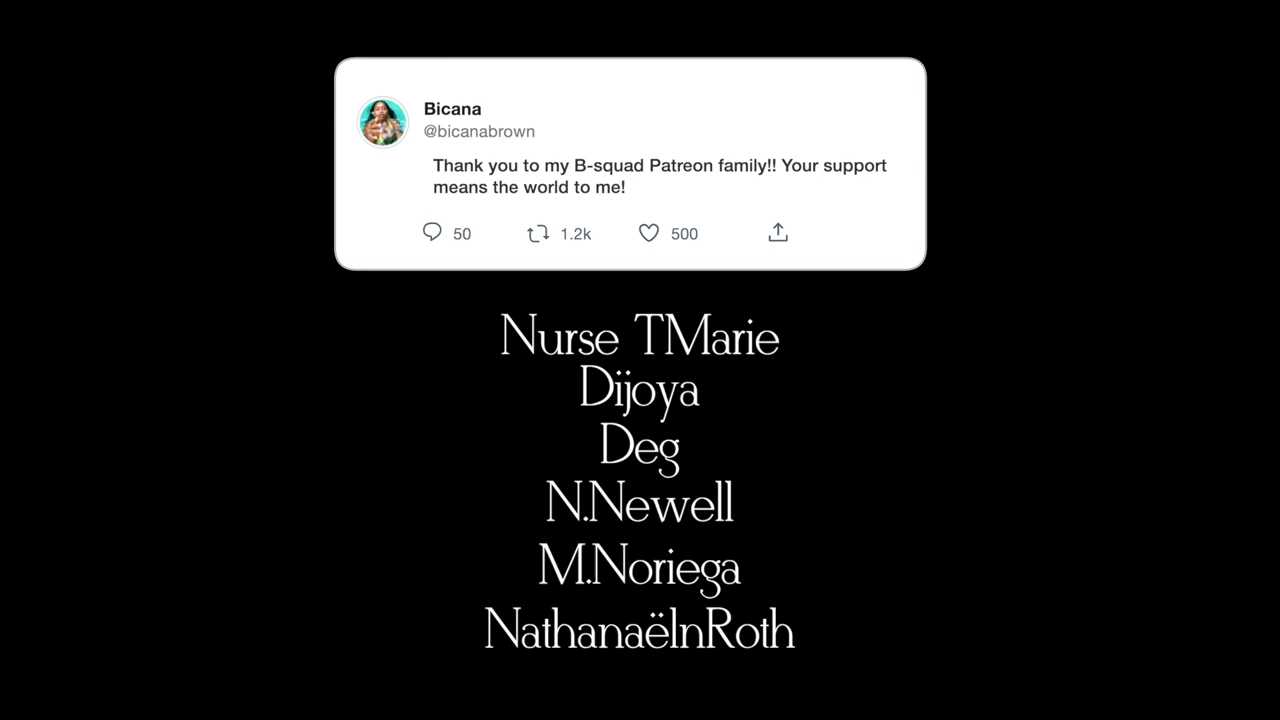 Bicana
@bicanabrown
Thank you to my B-squad Patreon family!! Your support
means the world to me!
50 1.2k 500
Nurse TMarie
Dijoya
Deg
N.Newell
M.Noriega
NathanaëlnRoth